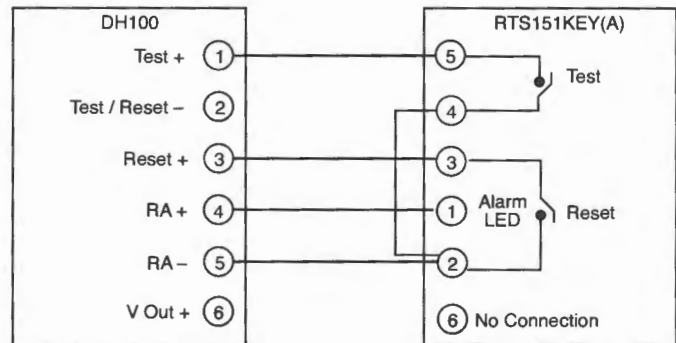 DH100
Test + 1
Test / Reset – 2
Reset + 3
RA + 4
RA – 5
V Out + 6
RTS151KEY(A)
5
Test
4
3
1 Alarm
LED
Reset
2
6 No Connection